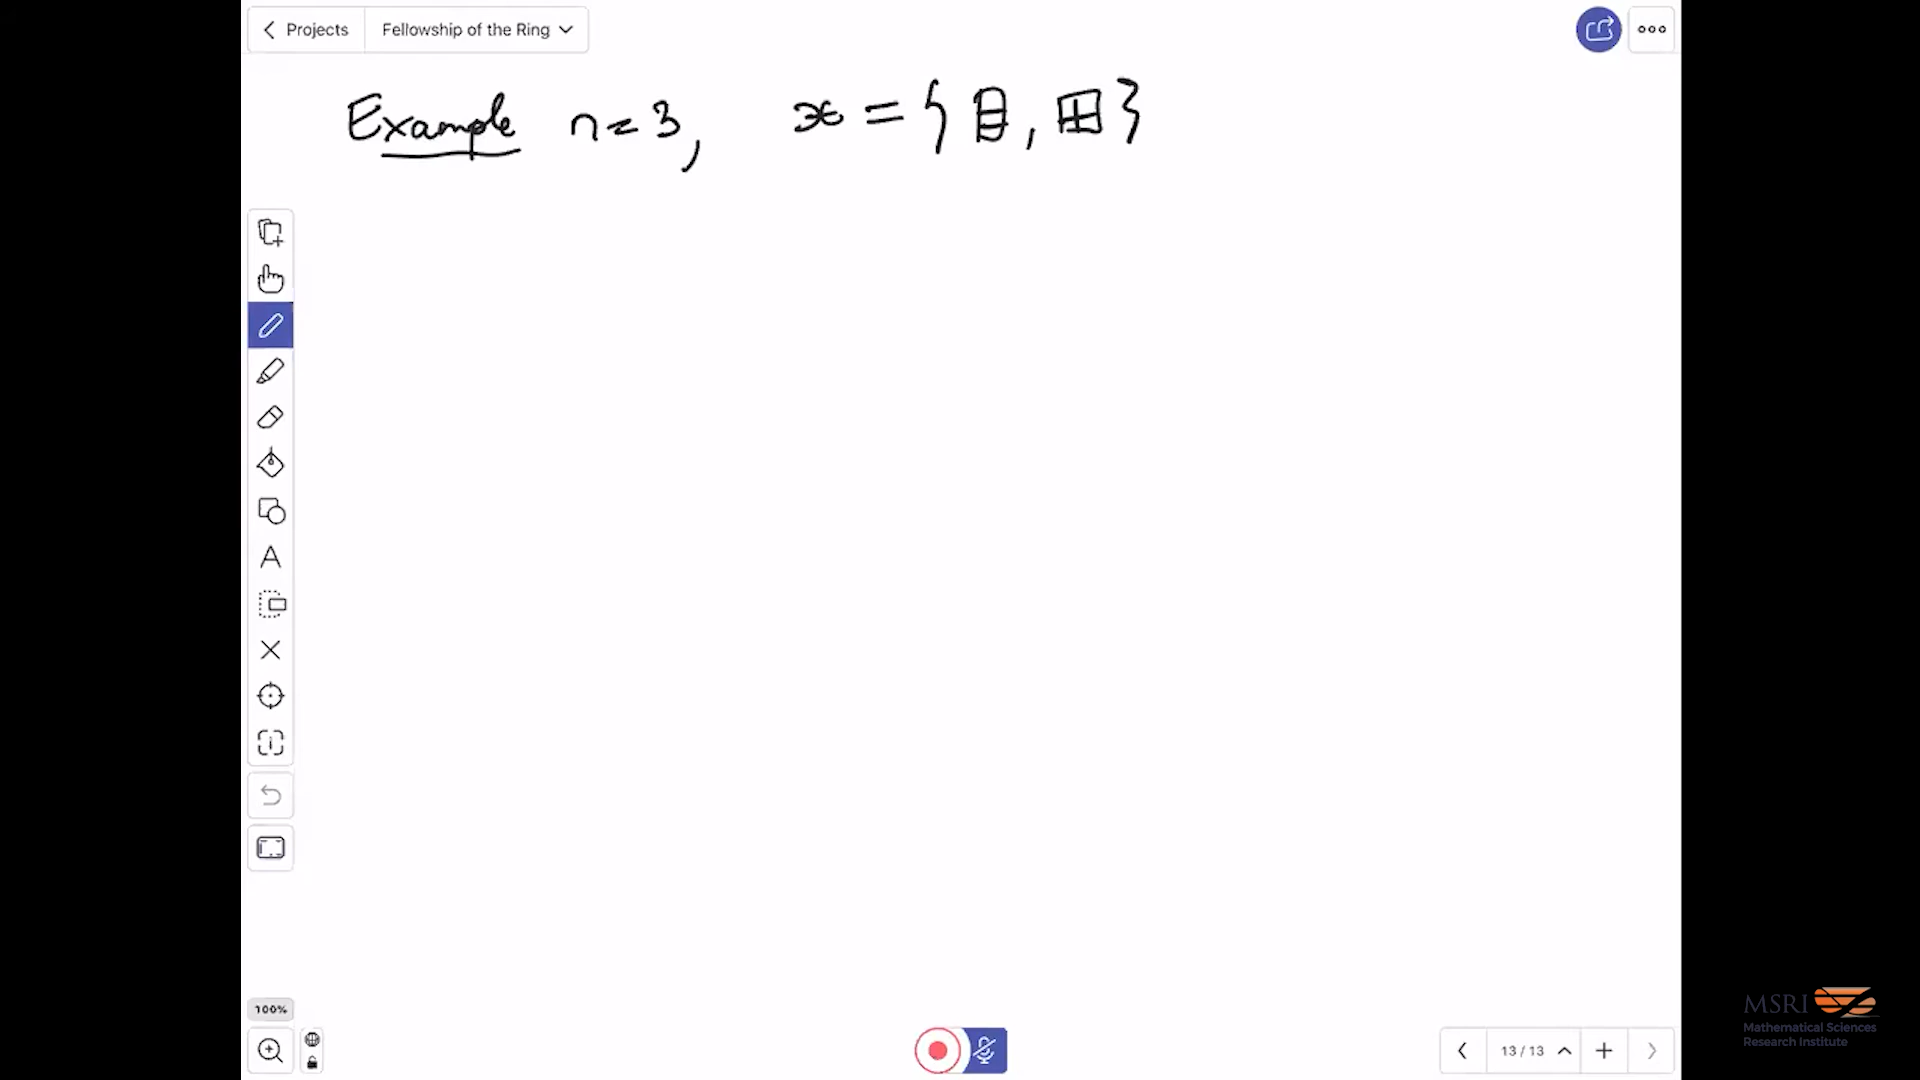 Projects
Fellowship of the Ring
Example n=3, x = { , }
A
100%
13/13
MSRI
Mathematical Sciences
Research Institute